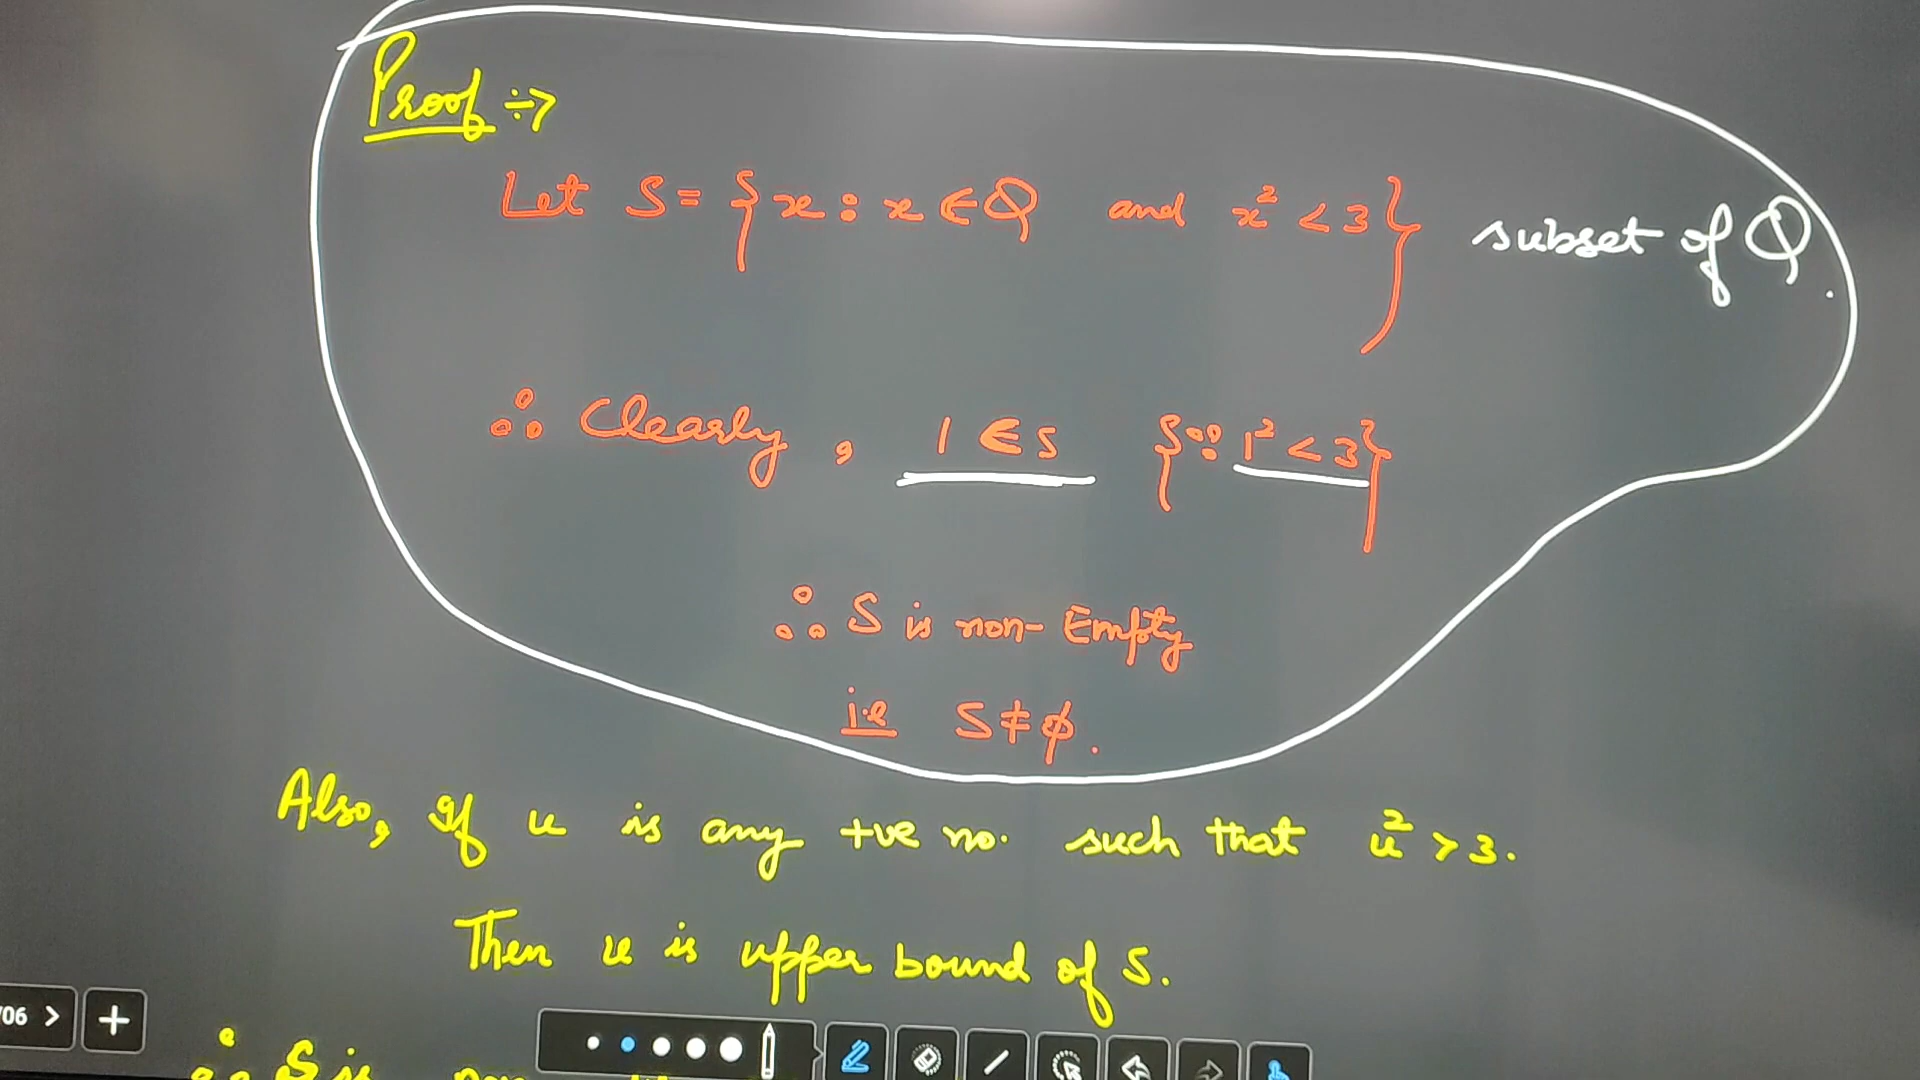 Proof :→
Let S = { x : x ∈ Q and x² < 3 } subset of Q.
∴ Clearly, 1 ∈ S { ∵ 1² < 3 }
∴ S is non-Empty
i.e S ≠ ϕ.
Also, If u is any +ve no. such that u² > 3.
Then u is upper bound of S.
∴ S is
06 > +